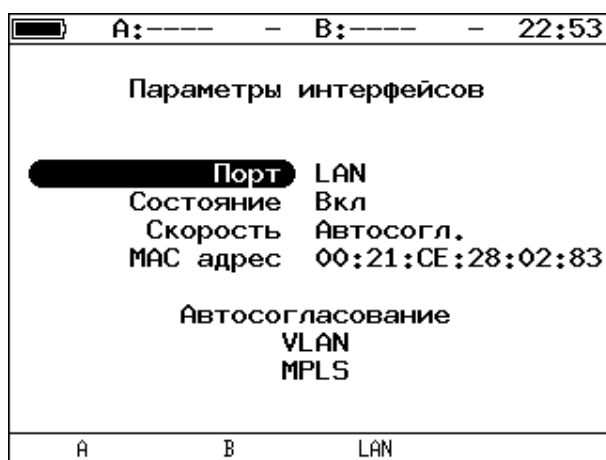 A:---- - B:---- - 22:53
Параметры интерфейсов
Порт LAN
Состояние Вкл
Скорость Автосогл.
MAC адрес 00:21:CE:28:02:83
Автосогласование
VLAN
MPLS
A B LAN